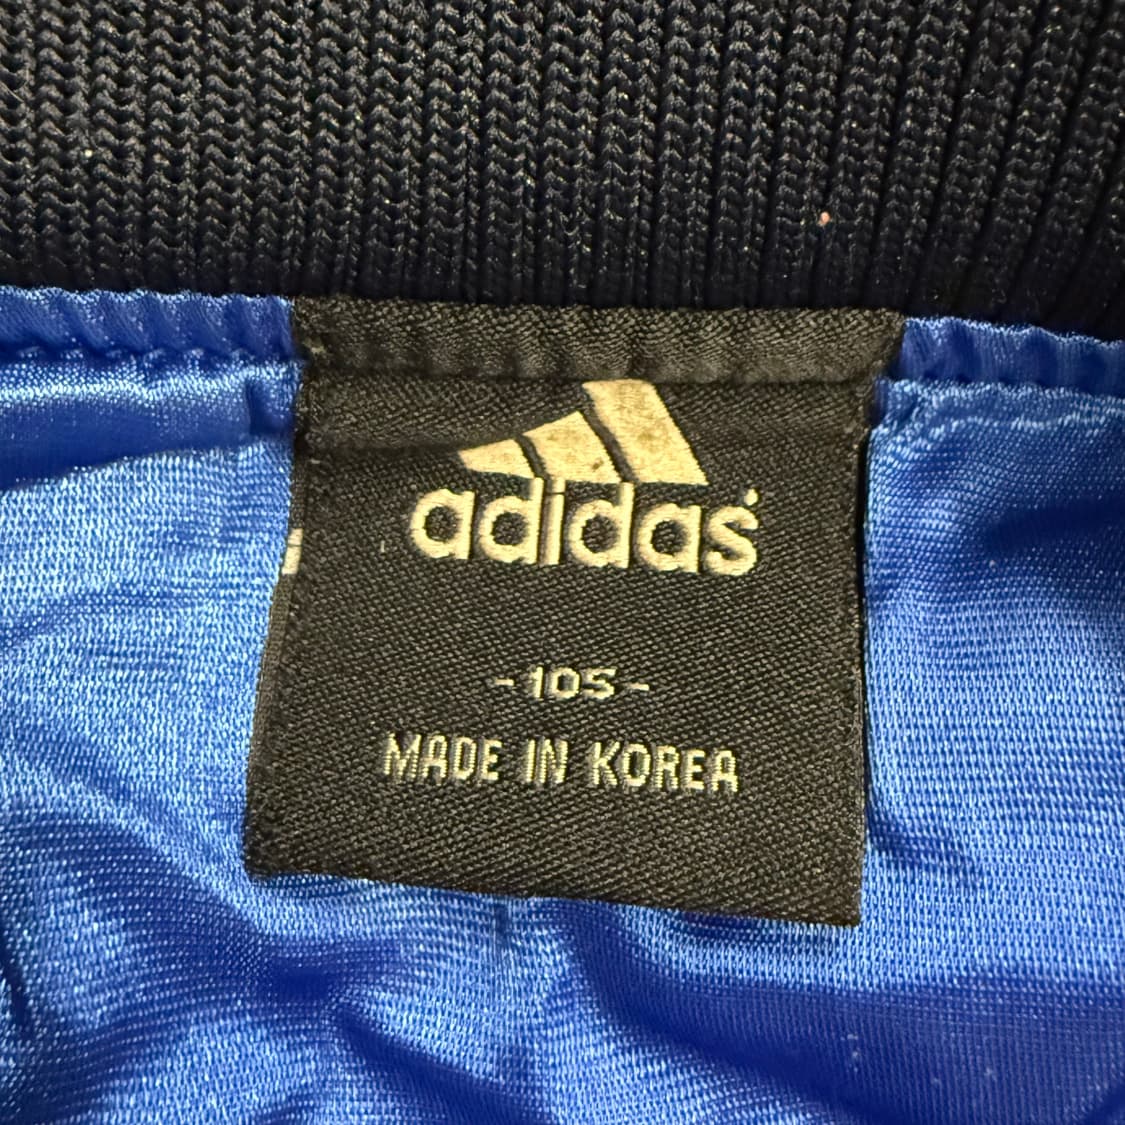 adidas
-105-
MADE IN KOREA